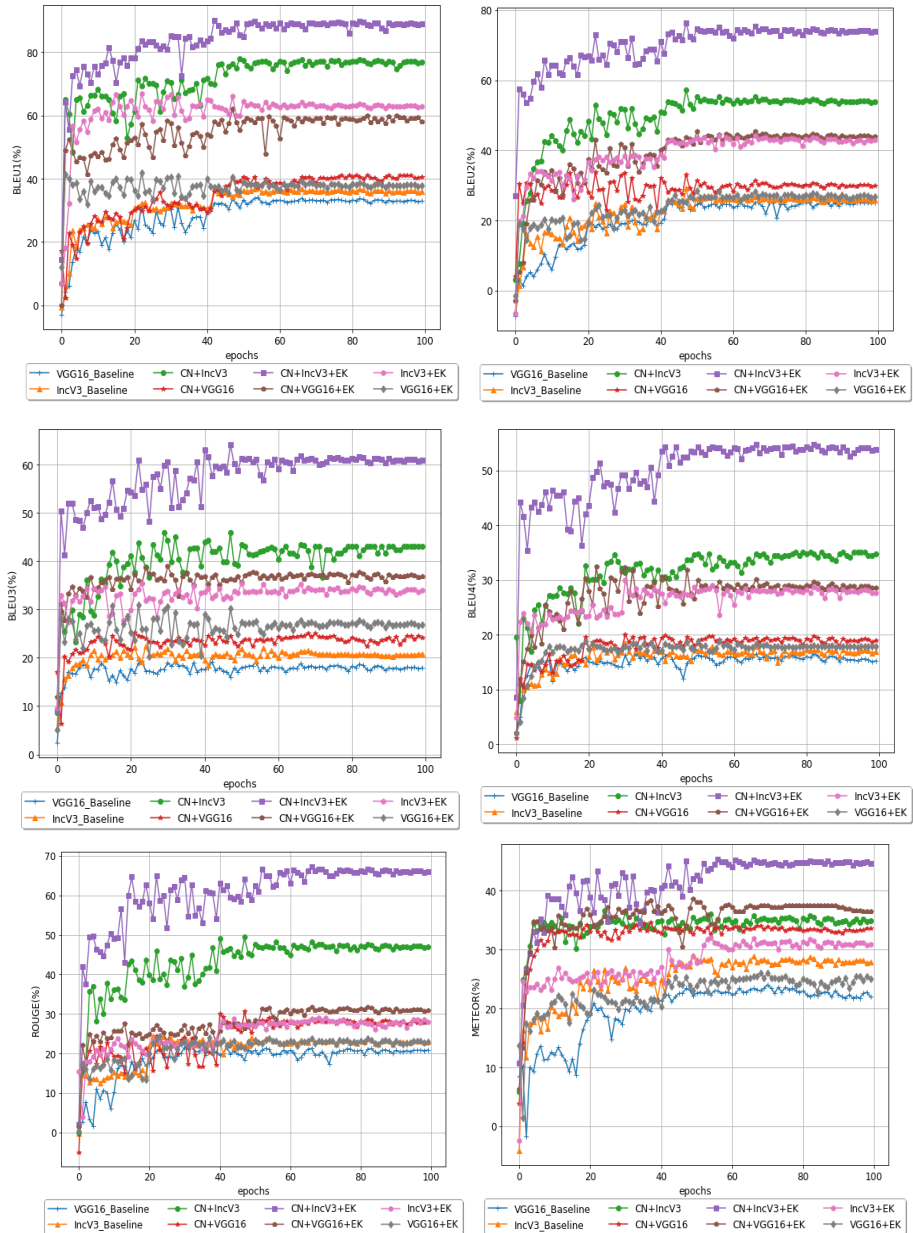 BLEU1(%)
80
60
40
20
0
0 20 40 60 80 100
epochs
VGG16_Baseline CN+IncV3 CN+IncV3+EK IncV3+EK
IncV3_Baseline CN+VGG16 CN+VGG16+EK VGG16+EK
BLEU2(%)
80
60
40
20
0
0 20 40 60 80 100
epochs
VGG16_Baseline CN+IncV3 CN+IncV3+EK IncV3+EK
IncV3_Baseline CN+VGG16 CN+VGG16+EK VGG16+EK
BLEU3(%)
60
50
40
30
20
10
0
0 20 40 60 80 100
epochs
VGG16_Baseline CN+IncV3 CN+IncV3+EK IncV3+EK
IncV3_Baseline CN+VGG16 CN+VGG16+EK VGG16+EK
BLEU4(%)
50
40
30
20
10
0
0 20 40 60 80 100
epochs
VGG16_Baseline CN+IncV3 CN+IncV3+EK IncV3+EK
IncV3_Baseline CN+VGG16 CN+VGG16+EK VGG16+EK
ROUGE(%)
70
60
50
40
30
20
10
0
0 20 40 60 80 100
epochs
VGG16_Baseline CN+IncV3 CN+IncV3+EK IncV3+EK
IncV3_Baseline CN+VGG16 CN+VGG16+EK VGG16+EK
METEOR(%)
40
30
20
10
0
0 20 40 60 80 100
epochs
VGG16_Baseline CN+IncV3 CN+IncV3+EK IncV3+EK
IncV3_Baseline CN+VGG16 CN+VGG16+EK VGG16+EK